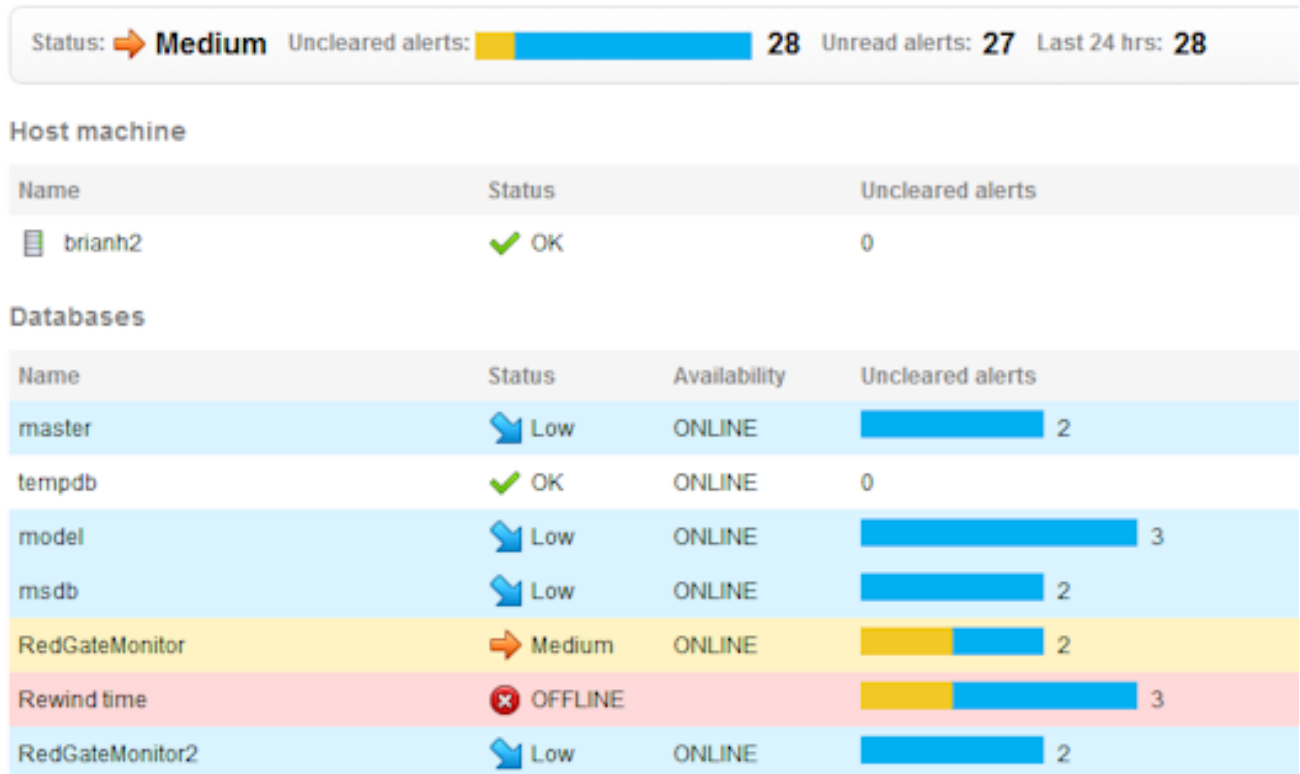 Status: Medium Uncleared alerts: 28 Unread alerts: 27 Last 24 hrs: 28
Host machine
Name Status Uncleared alerts
brianh2 OK 0
Databases
Name Status Availability Uncleared alerts
master Low ONLINE 2
tempdb OK ONLINE 0
model Low ONLINE 3
msdb Low ONLINE 2
RedGateMonitor Medium ONLINE 2
Rewind time OFFLINE 3
RedGateMonitor2 Low ONLINE 2